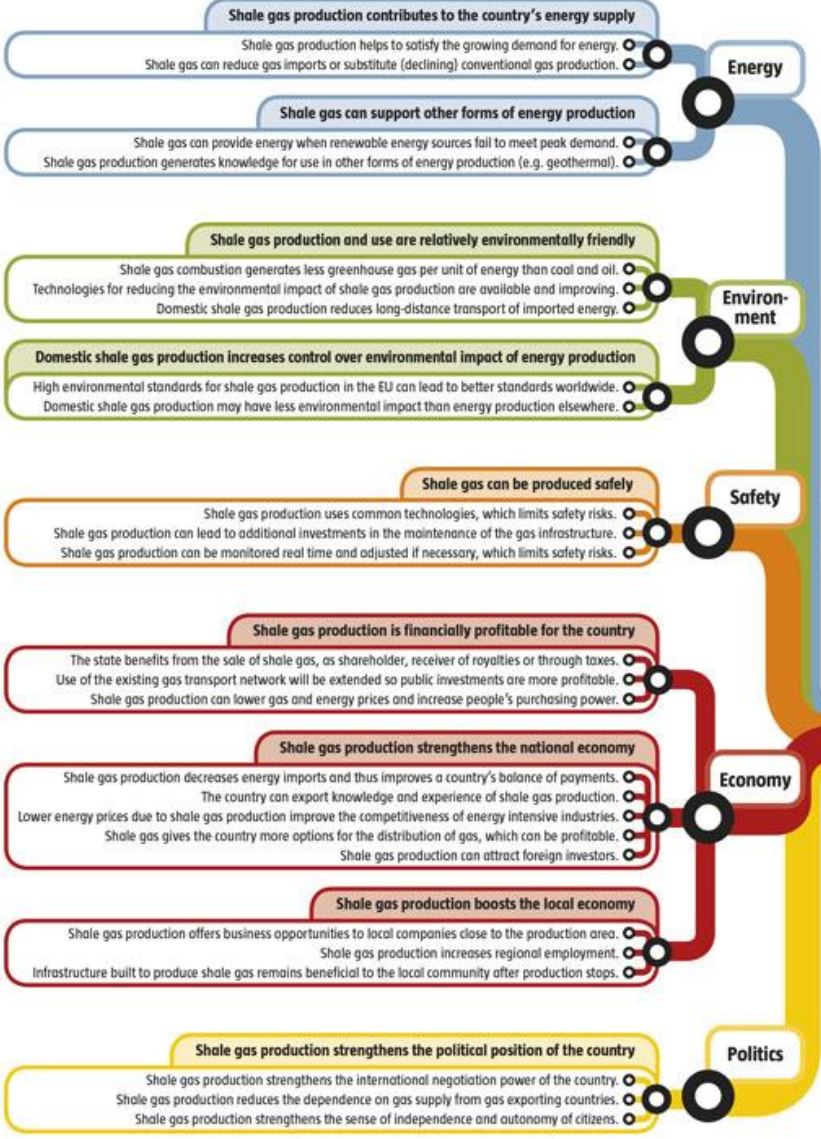 Shale gas production contributes to the country's energy supply
Shale gas production helps to satisfy the growing demand for energy.
Shale gas can reduce gas imports or substitute (declining) conventional gas production.
Energy
Shale gas can support other forms of energy production
Shale gas can provide energy when renewable energy sources fail to meet peak demand.
Shale gas production generates knowledge for use in other forms of energy production (e.g. geothermal).
Shale gas production and use are relatively environmentally friendly
Shale gas combustion generates less greenhouse gas per unit of energy than coal and oil.
Technologies for reducing the environmental impact of shale gas production are available and improving.
Domestic shale gas production reduces long-distance transport of imported energy.
Environ-
ment
Domestic shale gas production increases control over environmental impact of energy production
High environmental standards for shale gas production in the EU can lead to better standards worldwide.
Domestic shale gas production may have less environmental impact than energy production elsewhere.
Shale gas can be produced safely
Shale gas production uses common technologies, which limits safety risks.
Shale gas production can lead to additional investments in the maintenance of the gas infrastructure.
Shale gas production can be monitored real time and adjusted if necessary, which limits safety risks.
Safety
Shale gas production is financially profitable for the country
The state benefits from the sale of shale gas, as shareholder, receiver of royalties or through taxes.
Use of the existing gas transport network will be extended so public investments are more profitable.
Shale gas production can lower gas and energy prices and increase people's purchasing power.
Shale gas production strengthens the national economy
Shale gas production decreases energy imports and thus improves a country's balance of payments.
The country can export knowledge and experience of shale gas production.
Lower energy prices due to shale gas production improve the competitiveness of energy intensive industries.
Shale gas gives the country more options for the distribution of gas, which can be profitable.
Shale gas production can attract foreign investors.
Economy
Shale gas production boosts the local economy
Shale gas production offers business opportunities to local companies close to the production area.
Shale gas production increases regional employment.
Infrastructure built to produce shale gas remains beneficial to the local community after production stops.
Shale gas production strengthens the political position of the country
Shale gas production strengthens the international negotiation power of the country.
Shale gas production reduces the dependence on gas supply from gas exporting countries.
Shale gas production strengthens the sense of independence and autonomy of citizens.
Politics